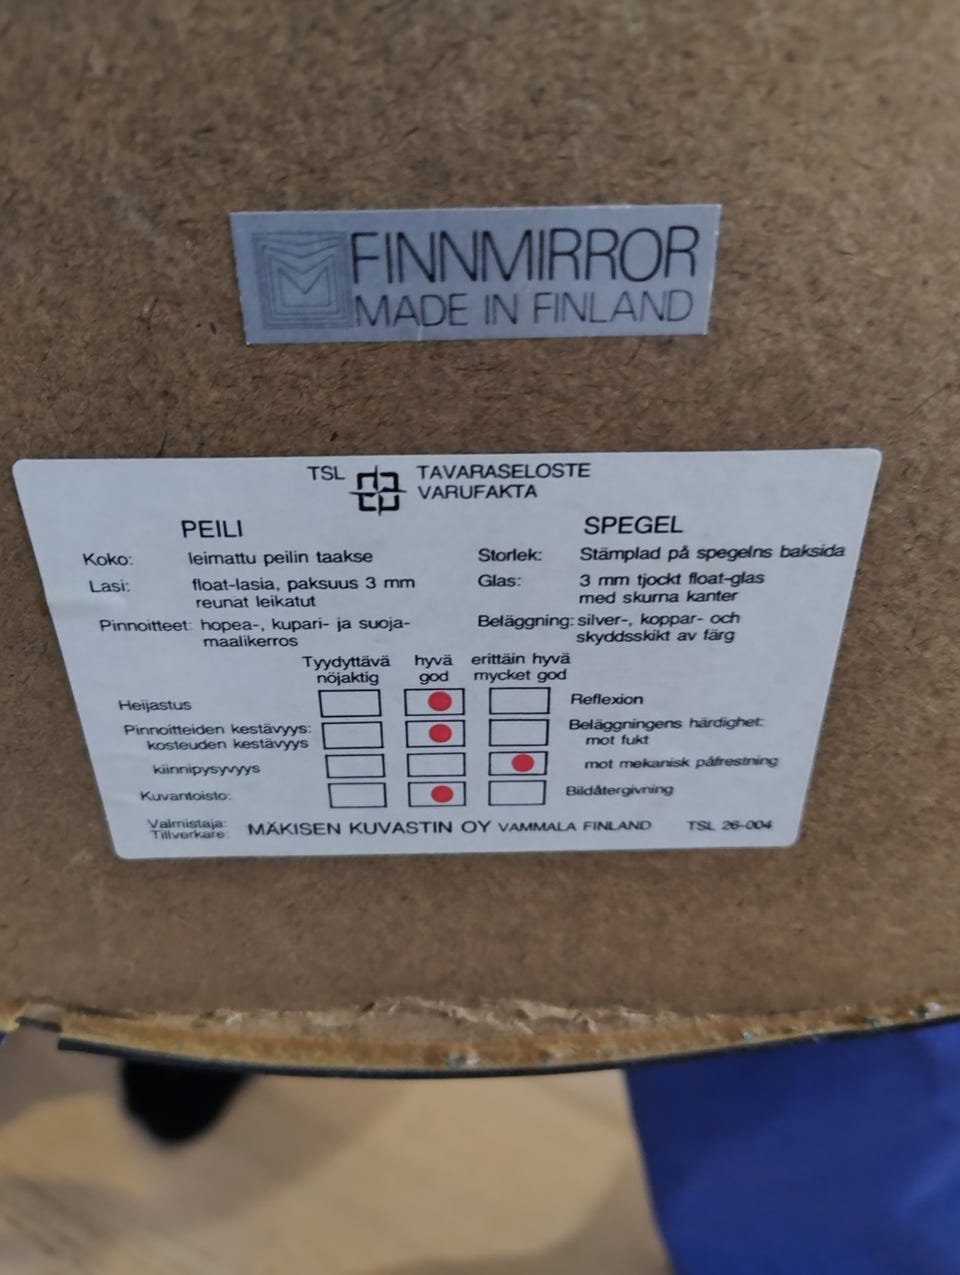 FINNMIRROR
MADE IN FINLAND
TSL TAVARASELOSTE
VARUFAKTA
PEILI SPEGEL
Koko: leimattu peilin taakse Storlek: Stämplad på spegelns baksida
Lasi: float-lasia, paksuus 3 mm Glas: 3 mm tjockt float-glas
reunat leikatut med skurna kanter
Pinnoitteet: hopea-, kupari- ja suoja- Beläggning: silver-, koppar- och
maalikerros skyddsskikt av färg
Tyydyttävä hyvä erittäin hyvä
nöjaktig god mycket god
Heijastus Reflexion
Pinnoitteiden kestävyys: Beläggningens härdighet:
kosteuden kestävyys mot fukt
kiinnipysyvyys mot mekanisk påfrestning
Kuvantoisto: Bildåtergivning
Valmistaja:
Tillverkare: MÄKISEN KUVASTIN OY VAMMALA FINLAND TSL 26-004